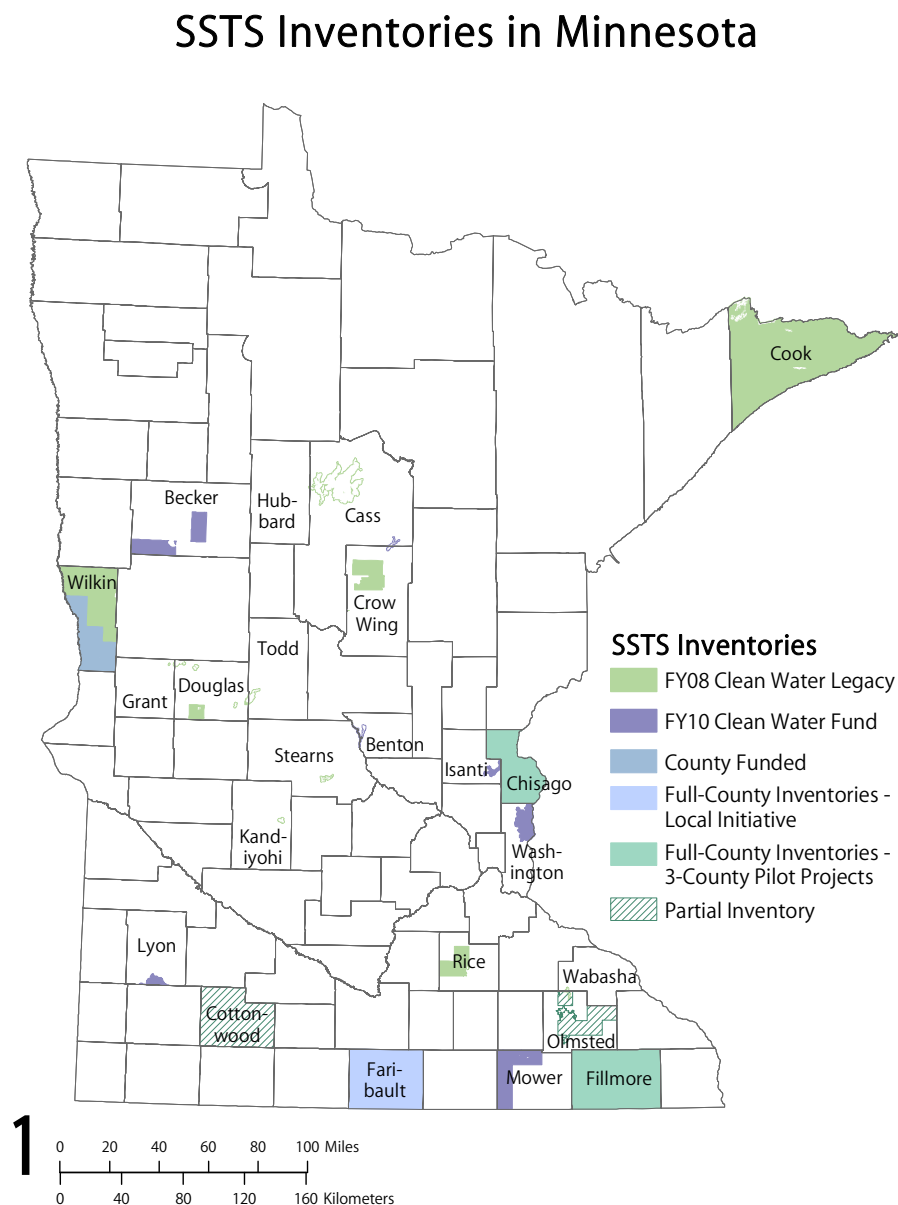 SSTS Inventories in Minnesota
Cook
Becker
Hub-
bard
Cass
Wilkin
Crow
Wing
Todd
Douglas
Grant
Stearns
Benton
Isanti
Chisago
Kand-
iyohi
Wash-
ington
Lyon
Rice
Wabasha
Cotton-
wood
Olmsted
Fari-
bault
Mower
Fillmore
SSTS Inventories
FY08 Clean Water Legacy
FY10 Clean Water Fund
County Funded
Full-County Inventories -
Local Initiative
Full-County Inventories -
3-County Pilot Projects
Partial Inventory
1
0 20 40 60 80 100 Miles
0 40 80 120 160 Kilometers